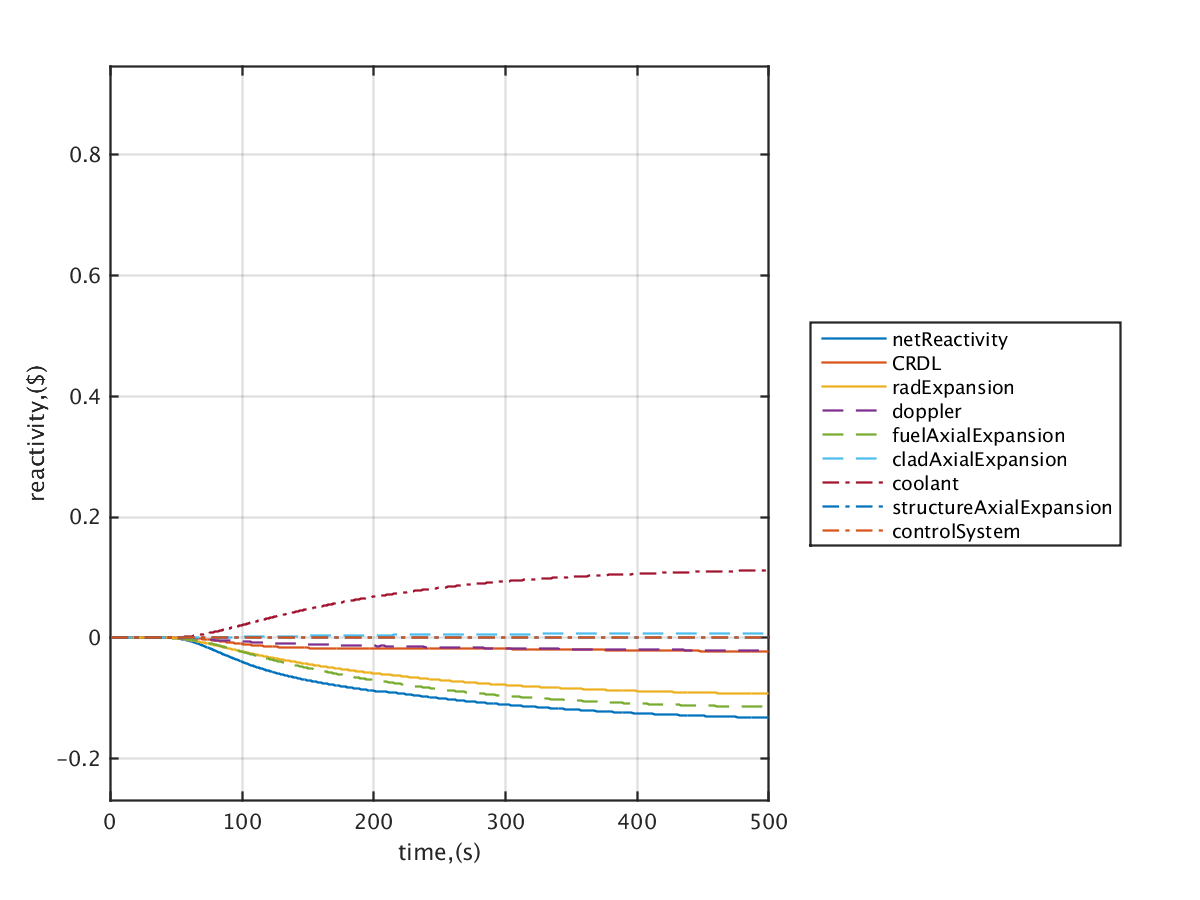 0.8
0.6
0.4
0.2
0
−0.2
reactivity,($)
0 100 200 300 400 500
time,(s)
netReactivity
CRDL
radExpansion
doppler
fuelAxialExpansion
cladAxialExpansion
coolant
structureAxialExpansion
controlSystem